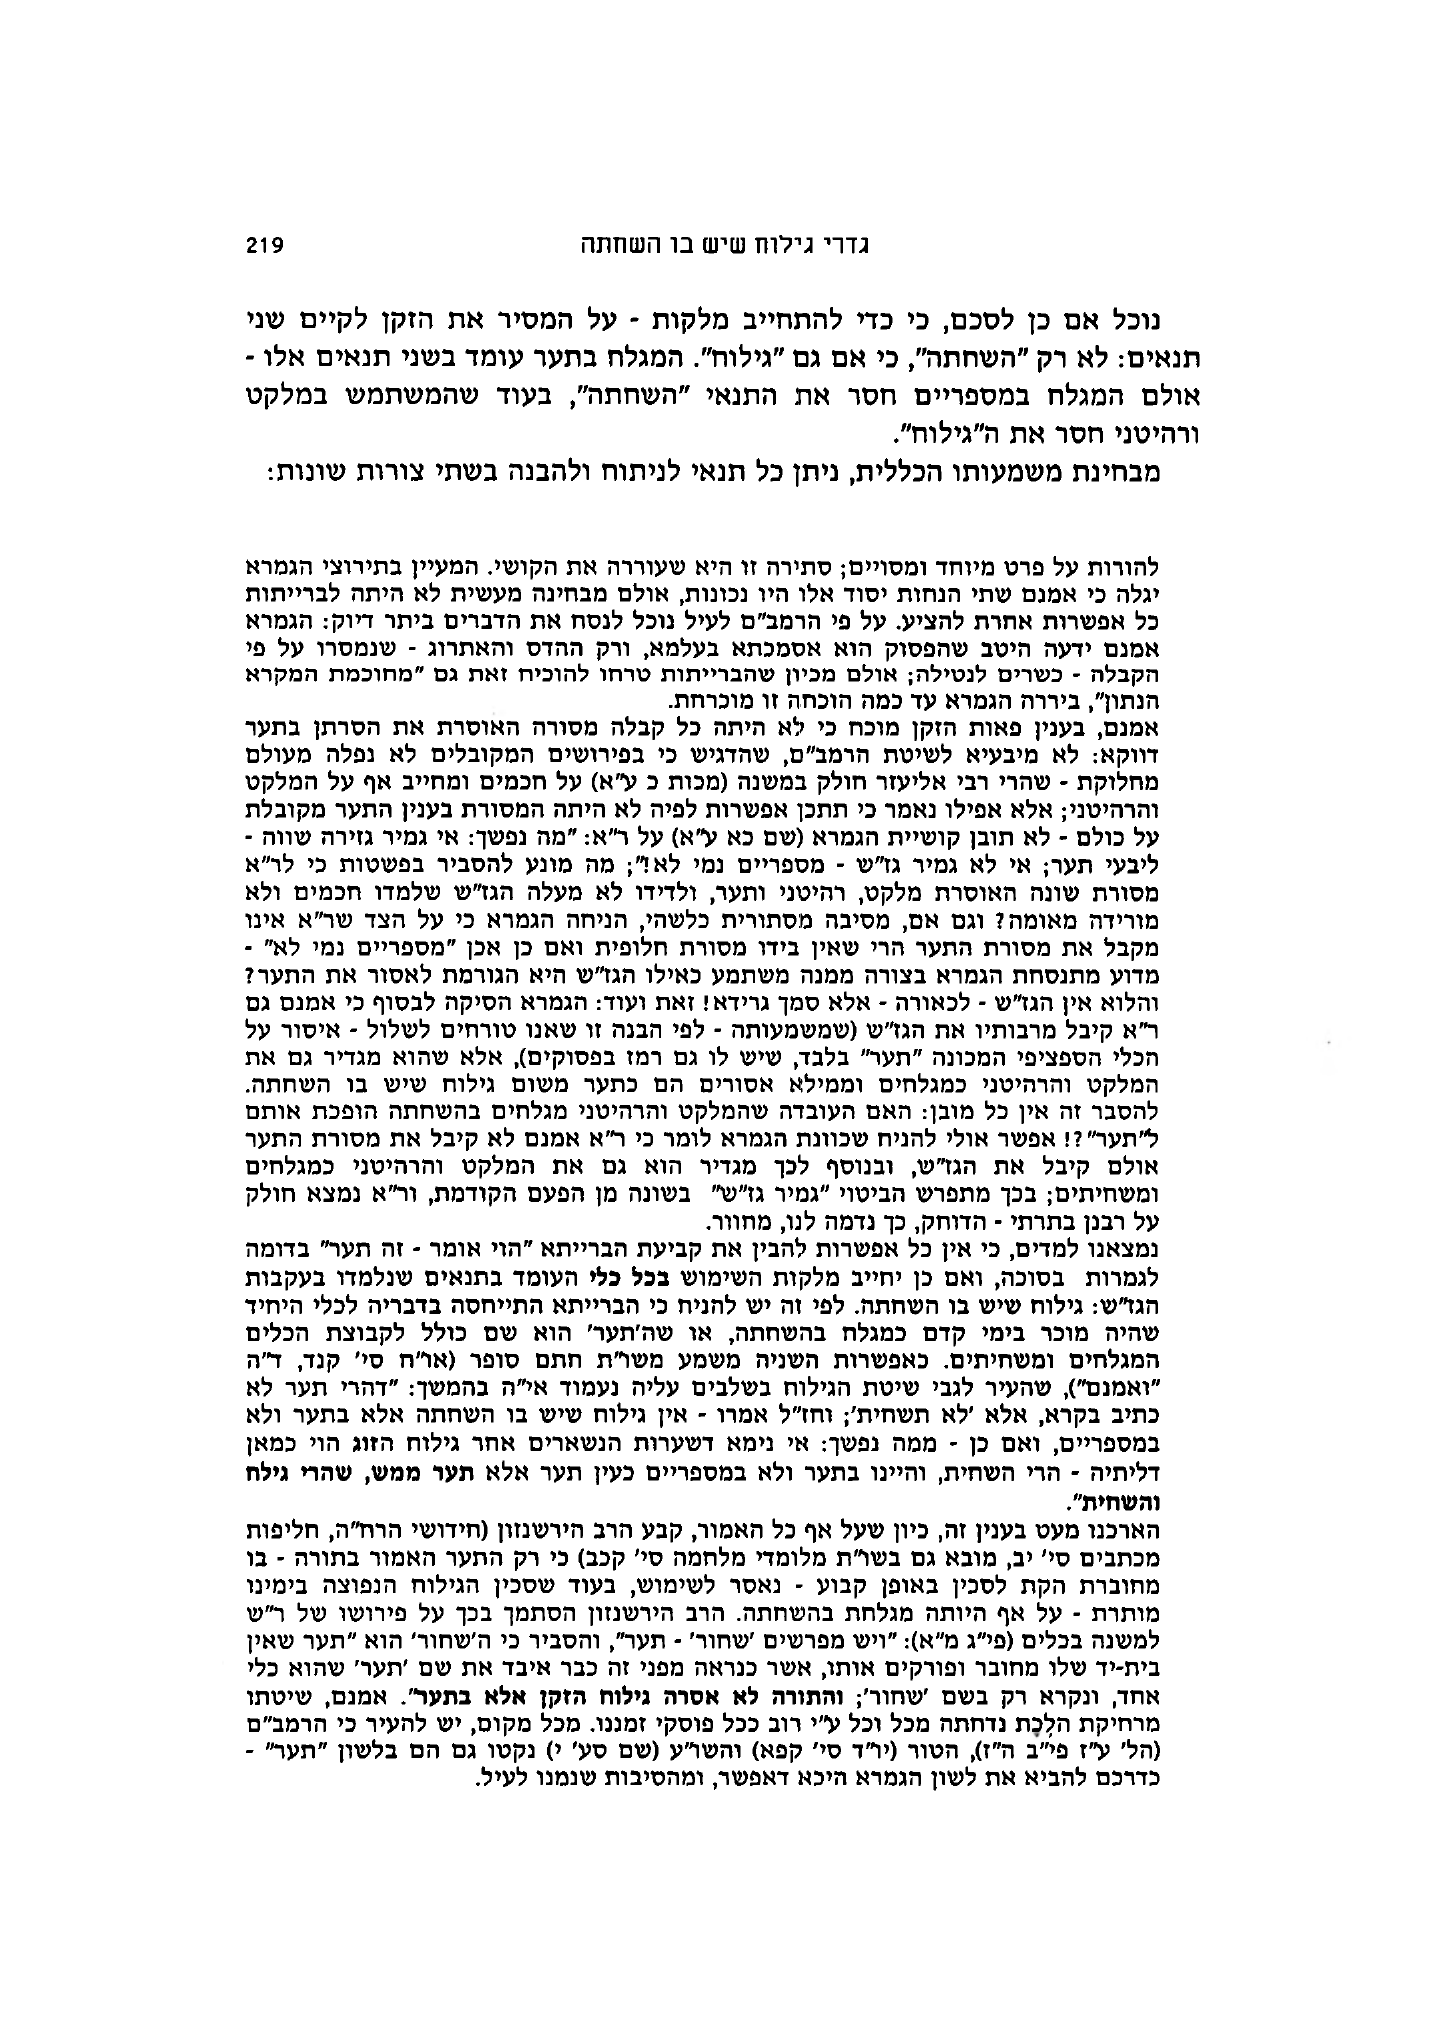 גדרי גילוח שיש בו השחתה 219
נוכל אם כן לסכם, כי כדי להתחייב מלקות - על המסיר את הזקן לקיים שני
תנאים: לא רק "השחתה", כי אם גם "גילוח". המגלח בתער עומד בשני תנאים אלו -
אולם המגלח במספריים חסר את התנאי "השחתה", בעוד שהמשתמש במלקט
ורהיטני חסר את ה"גילוח".
מבחינת משמעותו הכללית, ניתן כל תנאי לניתוח ולהבנה בשתי צורות שונות:
להורות על פרט מיוחד ומסויים; סתירה זו היא שעוררה את הקושי. המעיין בתירוצי הגמרא
יגלה כי אמנם שתי הנחות יסוד אלו היו נכונות, אולם מבחינה מעשית לא היתה לברייתות
כל אפשרות אחרת להציע. על פי הרמב"ם לעיל נוכל לנסח את הדברים ביתר דיוק: הגמרא
אמנם ידעה היטב שהפסוק הוא אסמכתא בעלמא, ורק ההדס והאתרוג - שנמסרו על פי
הקבלה - כשרים לנטילה; אולם מכיון שהברייתות טרחו להוכיח זאת גם "מחוכמת המקרא
הנתון", ביררה הגמרא עד כמה הוכחה זו מוכרחת.
אמנם, בענין פאות הזקן מוכח כי לא היתה כל קבלה מסורה האוסרת את הסרתן בתער
דווקא: לא מיבעיא לשיטת הרמב"ם, שהדגיש כי בפירושים המקובלים לא נפלה מעולם
מחלוקת - שהרי רבי אליעזר חולק במשנה (מכות כ ע"א) על חכמים ומחייב אף על המלקט
והרהיטני; אלא אפילו נאמר כי תתכן אפשרות לפיה לא היתה המסורת בענין התער מקובלת
על כולם - לא תובן קושיית הגמרא (שם כא ע"א) על ר"א: "מה נפשך: אי גמיר גזירה שווה -
ליבעי תער; אי לא גמיר גז"ש - מספריים נמי לא!"; מה מונע להסביר בפשטות כי לר"א
מסורת שונה האוסרת מלקט, רהיטני ותער, ולדידו לא מעלה הגז"ש שלמדו חכמים ולא
מורידה מאומה? וגם אם, מסיבה מסתורית כלשהי, הניחה הגמרא כי על הצד שר"א אינו
מקבל את מסורת התער הרי שאין בידו מסורת חלופית ואם כן אכן "מספריים נמי לא" -
מדוע מתנסחת הגמרא בצורה ממנה משתמע כאילו הגז"ש היא הגורמת לאסור את התער?
והלוא אין הגז"ש - לכאורה - אלא סמך גרידא! זאת ועוד: הגמרא הסיקה לבסוף כי אמנם גם
ר"א קיבל מרבותיו את הגז"ש (שמשמעותה - לפי הבנה זו שאנו טורחים לשלול - איסור על
הכלי הספציפי המכונה "תער" בלבד, שיש לו גם רמז בפסוקים), אלא שהוא מגדיר גם את
המלקט והרהיטני כמגלחים וממילא אסורים הם כתער משום גילוח שיש בו השחתה.
להסבר זה אין כל מובן: האם העובדה שהמלקט והרהיטני מגלחים בהשחתה הופכת אותם
ל"תער"?! אפשר אולי להניח שכוונת הגמרא לומר כי ר"א אמנם לא קיבל את מסורת התער
אולם קיבל את הגז"ש, ובנוסף לכך מגדיר הוא גם את המלקט והרהיטני כמגלחים
ומשחיתים; בכך מתפרש הביטוי "גמיר גז"ש" בשונה מן הפעם הקודמת, ור"א נמצא חולק
על רבנן בתרתי - הדוחק, כך נדמה לנו, מחוור.
נמצאנו למדים, כי אין כל אפשרות להבין את קביעת הברייתא "הוי אומר - זה תער" בדומה
לגמרות בסוכה, ואם כן יחייב מלקות השימוש בכל כלי העומד בתנאים שנלמדו בעקבות
הגז"ש: גילוח שיש בו השחתה. לפי זה יש להניח כי הברייתא התייחסה בדבריה לכלי היחיד
שהיה מוכר בימי קדם כמגלח בהשחתה, או שה'תער' הוא שם כולל לקבוצת הכלים
המגלחים ומשחיתים. כאפשרות השניה משמע משו"ת חתם סופר (או"ח סי' קנד, ד"ה
"ואמנם"), שהעיר לגבי שיטת הגילוח בשלבים עליה נעמוד אי"ה בהמשך: "דהרי תער לא
כתיב בקרא, אלא 'לא תשחית'; וחז"ל אמרו - אין גילוח שיש בו השחתה אלא בתער ולא
במספריים, ואם כן - ממה נפשך: אי נימא דשערות הנשארים אחר גילוח הזוג הוי כמאן
דליתיה - הרי השחית, והיינו בתער ולא במספריים כעין תער אלא תער ממש, שהרי גילח
והשחית".
הארכנו מעט בענין זה, כיון שעל אף כל האמור, קבע הרב הירשנזון (חידושי הרח"ה, חליפות
מכתבים סי' יב, מובא גם בשו"ת מלומדי מלחמה סי' קכב) כי רק התער האמור בתורה - בו
מחוברת הקת לסכין באופן קבוע - נאסר לשימוש, בעוד שסכין הגילוח הנפוצה בימינו
מותרת - על אף היותה מגלחת בהשחתה. הרב הירשנזון הסתמך בכך על פירושו של ר"ש
למשנה בכלים (פי"ג מ"א): "ויש מפרשים 'שחור' - תער", והסביר כי ה'שחור' הוא "תער שאין
בית-יד שלו מחובר ופורקים אותו, אשר כנראה מפני זה כבר איבד את שם 'תער' שהוא כלי
אחד, ונקרא רק בשם 'שחור'; והתורה לא אסרה גילוח הזקן אלא בתער". אמנם, שיטתו
מרחיקת הלכת נדחתה מכל וכל ע"י רוב ככל פוסקי זמננו. מכל מקום, יש להעיר כי הרמב"ם
(הל' ע"ז פי"ב ה"ז), הטור (יו"ד סי' קפא) והשו"ע (שם סע' י) נקטו גם הם בלשון "תער" -
כדרכם להביא את לשון הגמרא היכא דאפשר, ומהסיבות שנמנו לעיל.